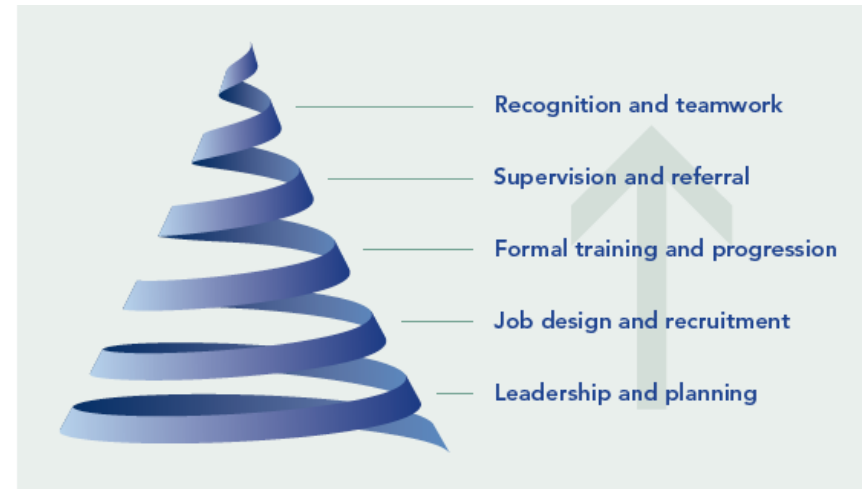 Recognition and teamwork
Supervision and referral
Formal training and progression
Job design and recruitment
Leadership and planning